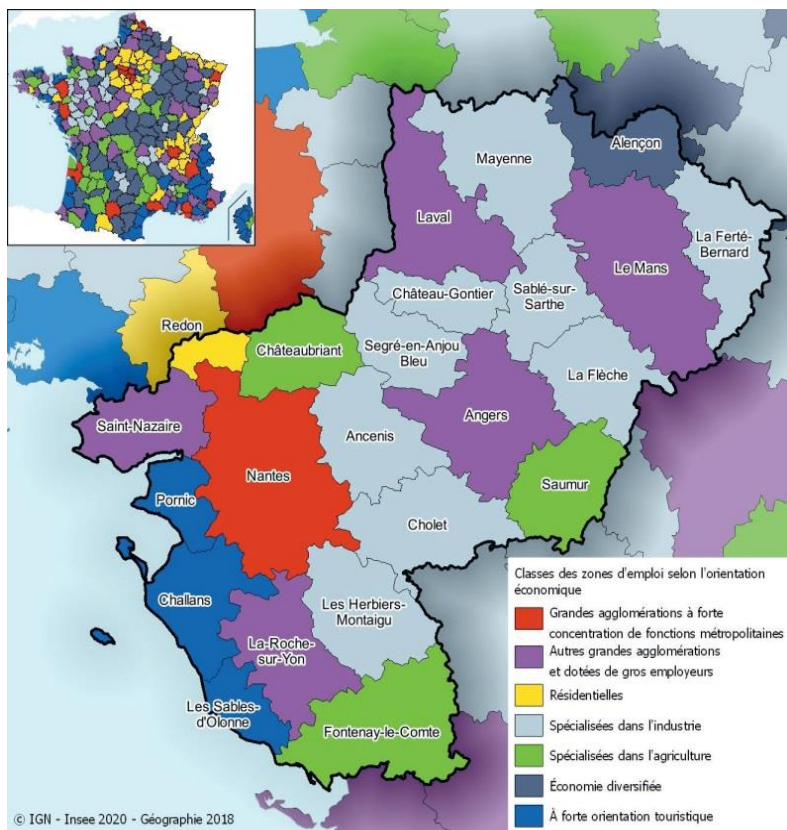 Alençon
Mayenne
Laval
La Ferté-
Bernard
Le Mans
Sablé-sur-
Sarthe
Château-Gontier
Redon
Châteaubriant
Segré-en-Anjou
Bleu
La Flèche
Saint-Nazaire
Angers
Ancenis
Nantes
Saumur
Pornic
Cholet
Challans
Les Herbiers-
Montaigu
La-Roche-
sur-Yon
Les Sables-
d'Olonne
Fontenay-le-Comte
Classes des zones d'emploi selon l'orientation
économique
Grandes agglomérations à forte
concentration de fonctions métropolitaines
Autres grandes agglomérations
et dotées de gros employeurs
Résidentielles
Spécialisées dans l'industrie
Spécialisées dans l'agriculture
Économie diversifiée
À forte orientation touristique
© IGN - Insee 2020 - Géographie 2018